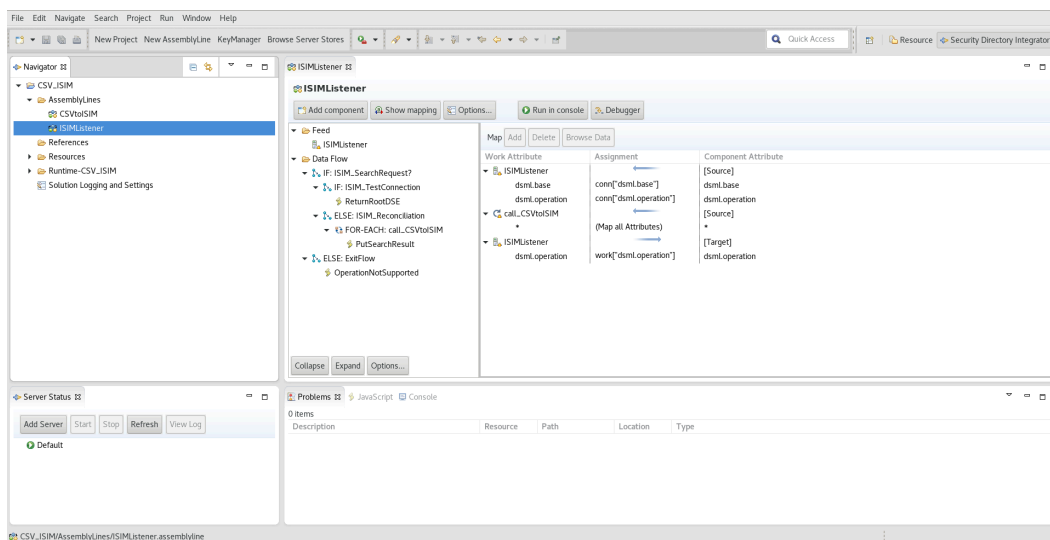 File Edit Navigate Search Project Run Window Help
New Project New AssemblyLine KeyManager Browse Server Stores
Quick Access
Resource
Security Directory Integrator
Navigator
CSV_ISIM
AssemblyLines
CSVtoISIM
ISIMListener
References
Resources
Runtime-CSV_ISIM
Solution Logging and Settings
ISIMListener
ISIMListener
Add component Show mapping Options... Run in console Debugger
Feed
ISIMListener
Data Flow
IF: ISIM_SearchRequest?
IF: ISIM_TestConnection
ReturnRootDSE
ELSE: ISIM_Reconciliation
FOR-EACH: call_CSVtoISIM
PutSearchResult
ELSE: ExitFlow
OperationNotSupported
Collapse Expand Options...
Map Add Delete Browse Data
Work Attribute Assignment Component Attribute
ISIMListener [Source]
dsml.base conn["dsml.base"] dsml.base
dsml.operation conn["dsml.operation"] dsml.operation
call_CSVtoISIM [Source]
* (Map all Attributes) *
ISIMListener [Target]
dsml.operation work["dsml.operation"] dsml.operation
Server Status
Add Server Start Stop Refresh View Log
Default
Problems JavaScript Console
0 items
Description Resource Path Location Type
CSV_ISIM/AssemblyLines/ISIMListener.assemblyline